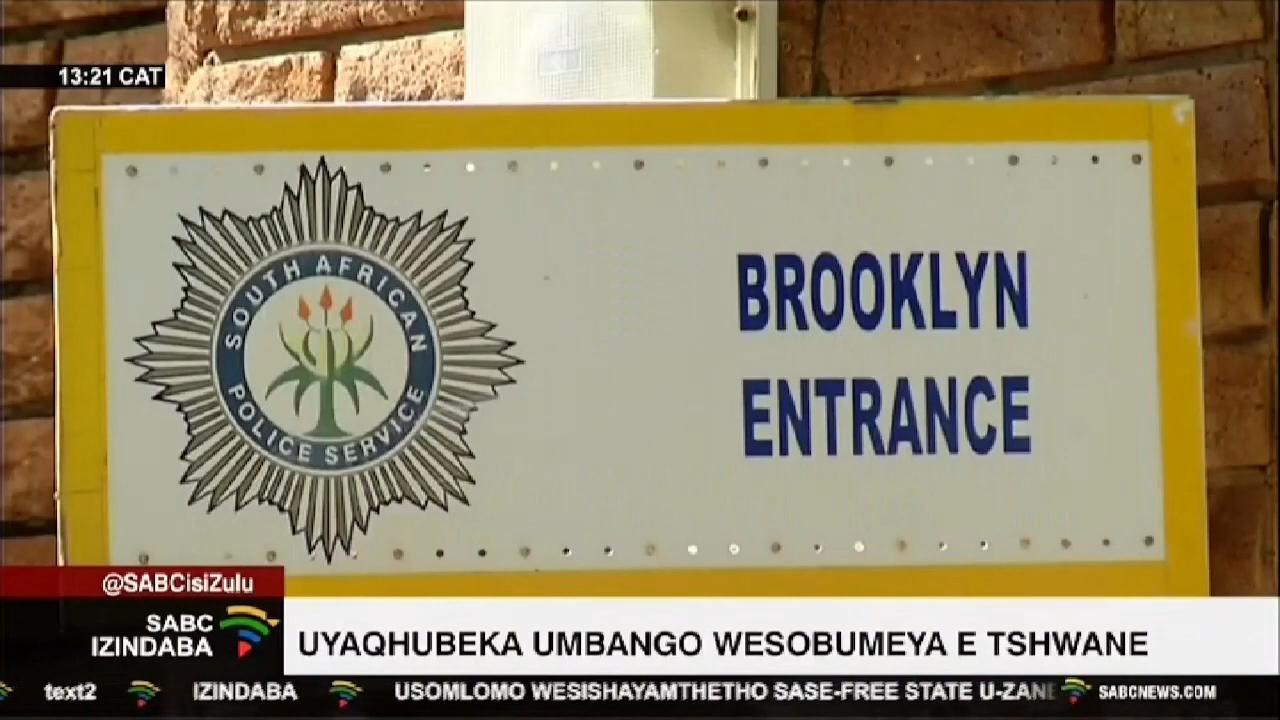 13:21 CAT
SOUTH AFRICAN
POLICE SERVICE
BROOKLYN
ENTRANCE
@SABCisiZulu
SABC
IZINDABA
UYAQHUBEKA UMBANGO WESOBUMEYA E TSHWANE
text2 IZINDABA USOMLOMO WESISHAYAMTHETHO SASE-FREE STATE U-ZANE SABCNEWS.COM